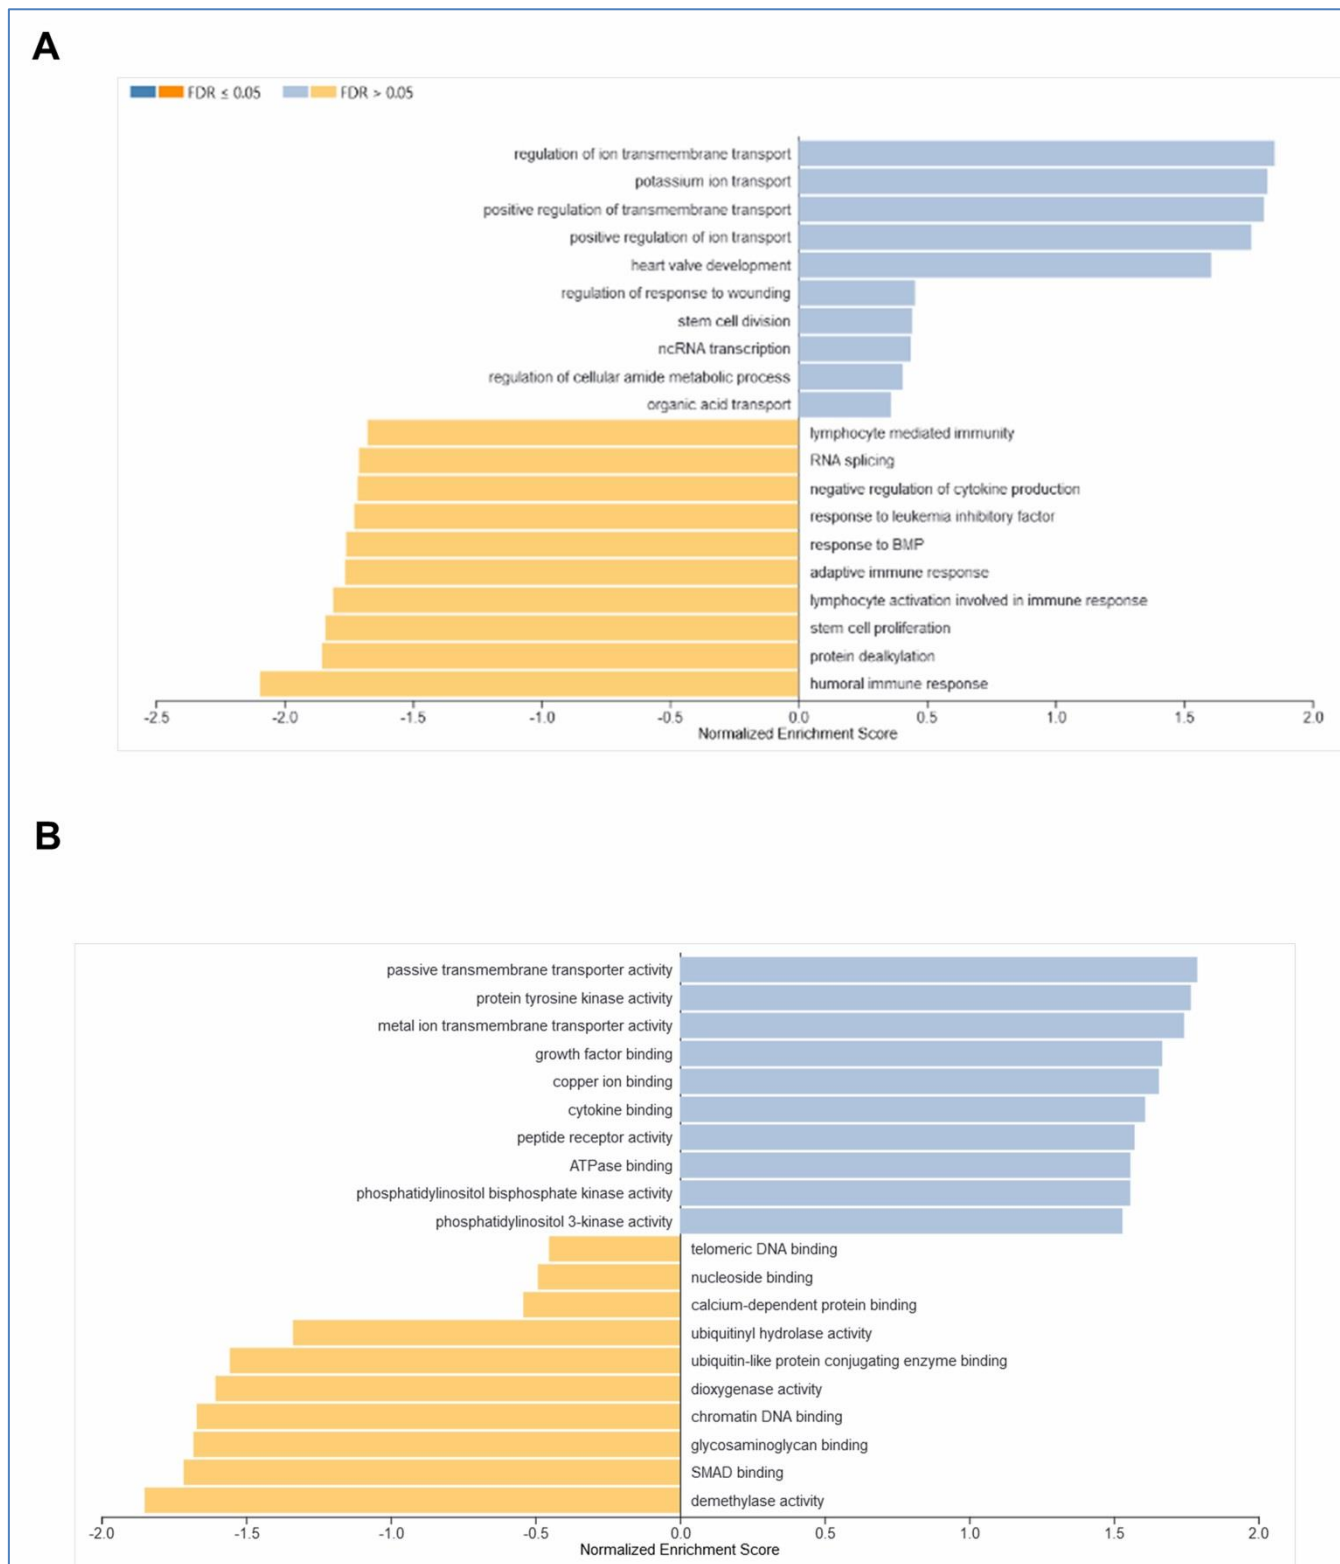 A
FDR ≤ 0.05 FDR > 0.05
regulation of ion transmembrane transport
potassium ion transport
positive regulation of transmembrane transport
positive regulation of ion transport
heart valve development
regulation of response to wounding
stem cell division
ncRNA transcription
regulation of cellular amide metabolic process
organic acid transport
lymphocyte mediated immunity
RNA splicing
negative regulation of cytokine production
response to leukemia inhibitory factor
response to BMP
adaptive immune response
lymphocyte activation involved in immune response
stem cell proliferation
protein dealkylation
humoral immune response
-2.5 -2.0 -1.5 -1.0 -0.5 0.0 0.5 1.0 1.5 2.0
Normalized Enrichment Score
B
passive transmembrane transporter activity
protein tyrosine kinase activity
metal ion transmembrane transporter activity
growth factor binding
copper ion binding
cytokine binding
peptide receptor activity
ATPase binding
phosphatidylinositol bisphosphate kinase activity
phosphatidylinositol 3-kinase activity
telomeric DNA binding
nucleoside binding
calcium-dependent protein binding
ubiquitinyl hydrolase activity
ubiquitin-like protein conjugating enzyme binding
dioxygenase activity
chromatin DNA binding
glycosaminoglycan binding
SMAD binding
demethylase activity
-2.0 -1.5 -1.0 -0.5 0.0 0.5 1.0 1.5 2.0
Normalized Enrichment Score